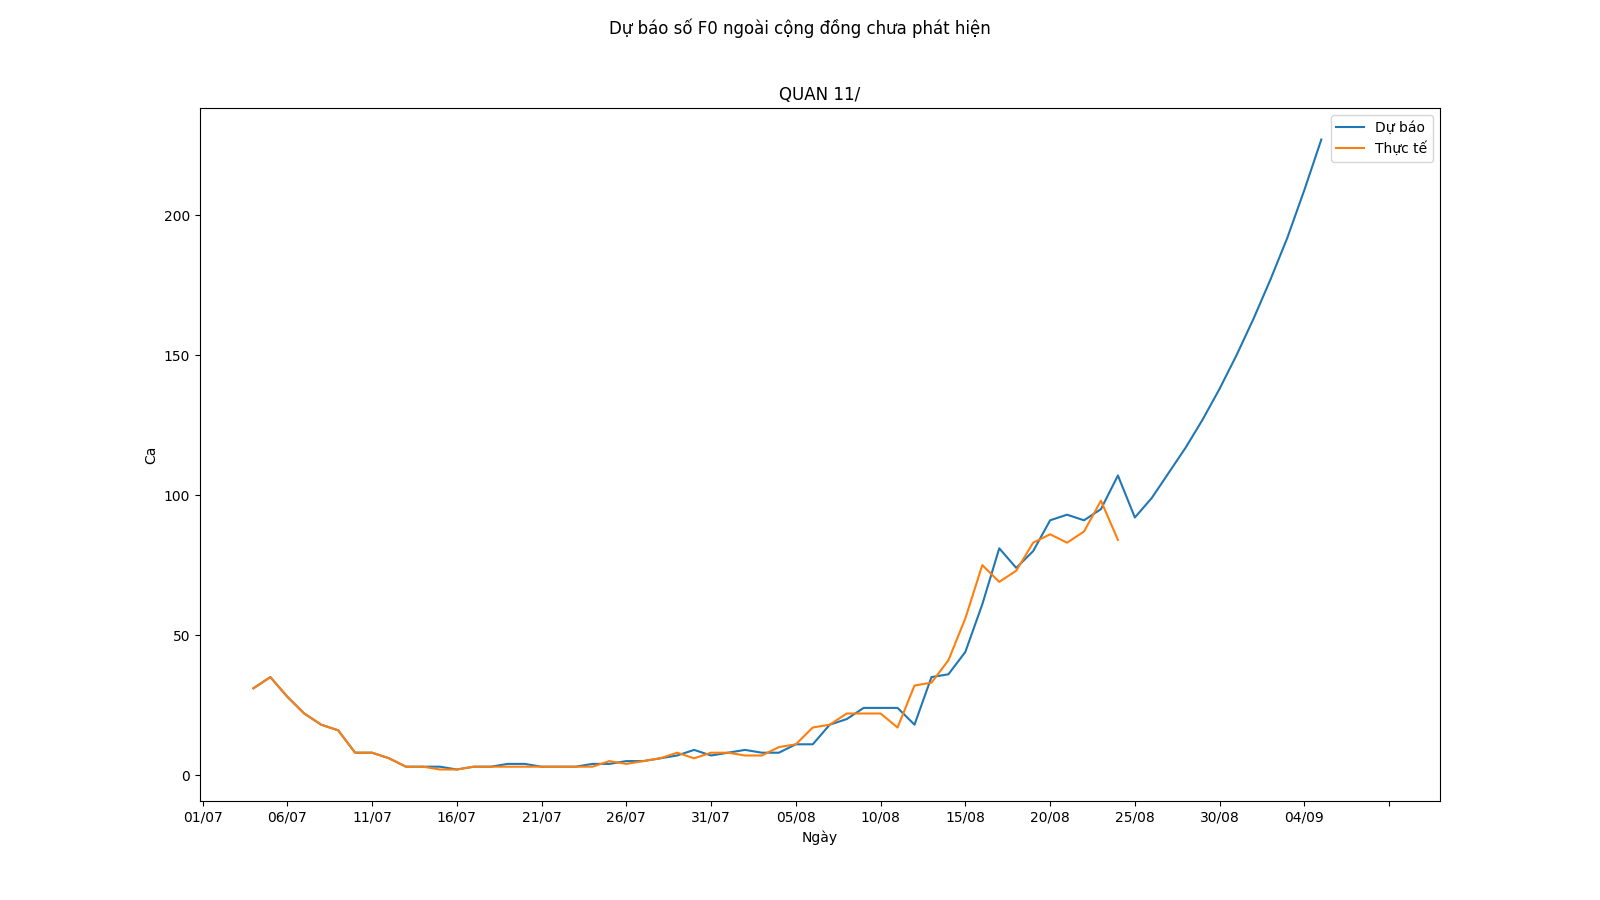 Dự báo số F0 ngoài cộng đồng chưa phát hiện
QUAN 11/
Dự báo
Thực tế
200
150
100
50
0
Ca
01/07 06/07 11/07 16/07 21/07 26/07 31/07 05/08 10/08 15/08 20/08 25/08 30/08 04/09
Ngày